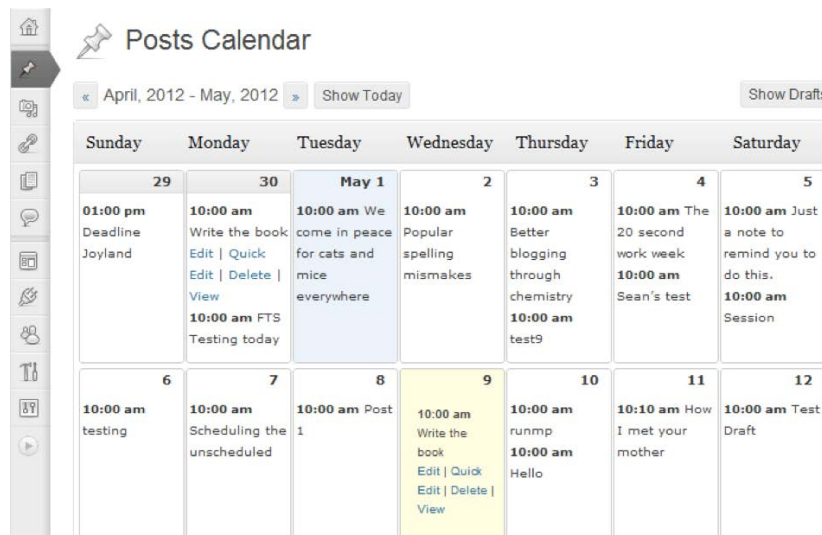 Posts Calendar
« April, 2012 - May, 2012 » Show Today Show Drafts
Sunday Monday Tuesday Wednesday Thursday Friday Saturday
29 30 May 1 2 3 4 5
01:00 pm
Deadline
Joyland
10:00 am
Write the book
Edit | Quick
Edit | Delete |
View
10:00 am FTS
Testing today
10:00 am We
come in peace
for cats and
mice
everywhere
10:00 am
Popular
spelling
mismakes
10:00 am
Better
blogging
through
chemistry
10:00 am
test9
10:00 am The
20 second
work week
10:00 am
Sean's test
10:00 am Just
a note to
remind you to
do this.
10:00 am
Session
6 7 8 9 10 11 12
10:00 am
testing
10:00 am
Scheduling the
unscheduled
10:00 am Post
1
10:00 am
Write the
book
Edit | Quick
Edit | Delete |
View
10:00 am
runmp
10:00 am
Hello
10:10 am How
I met your
mother
10:00 am Test
Draft